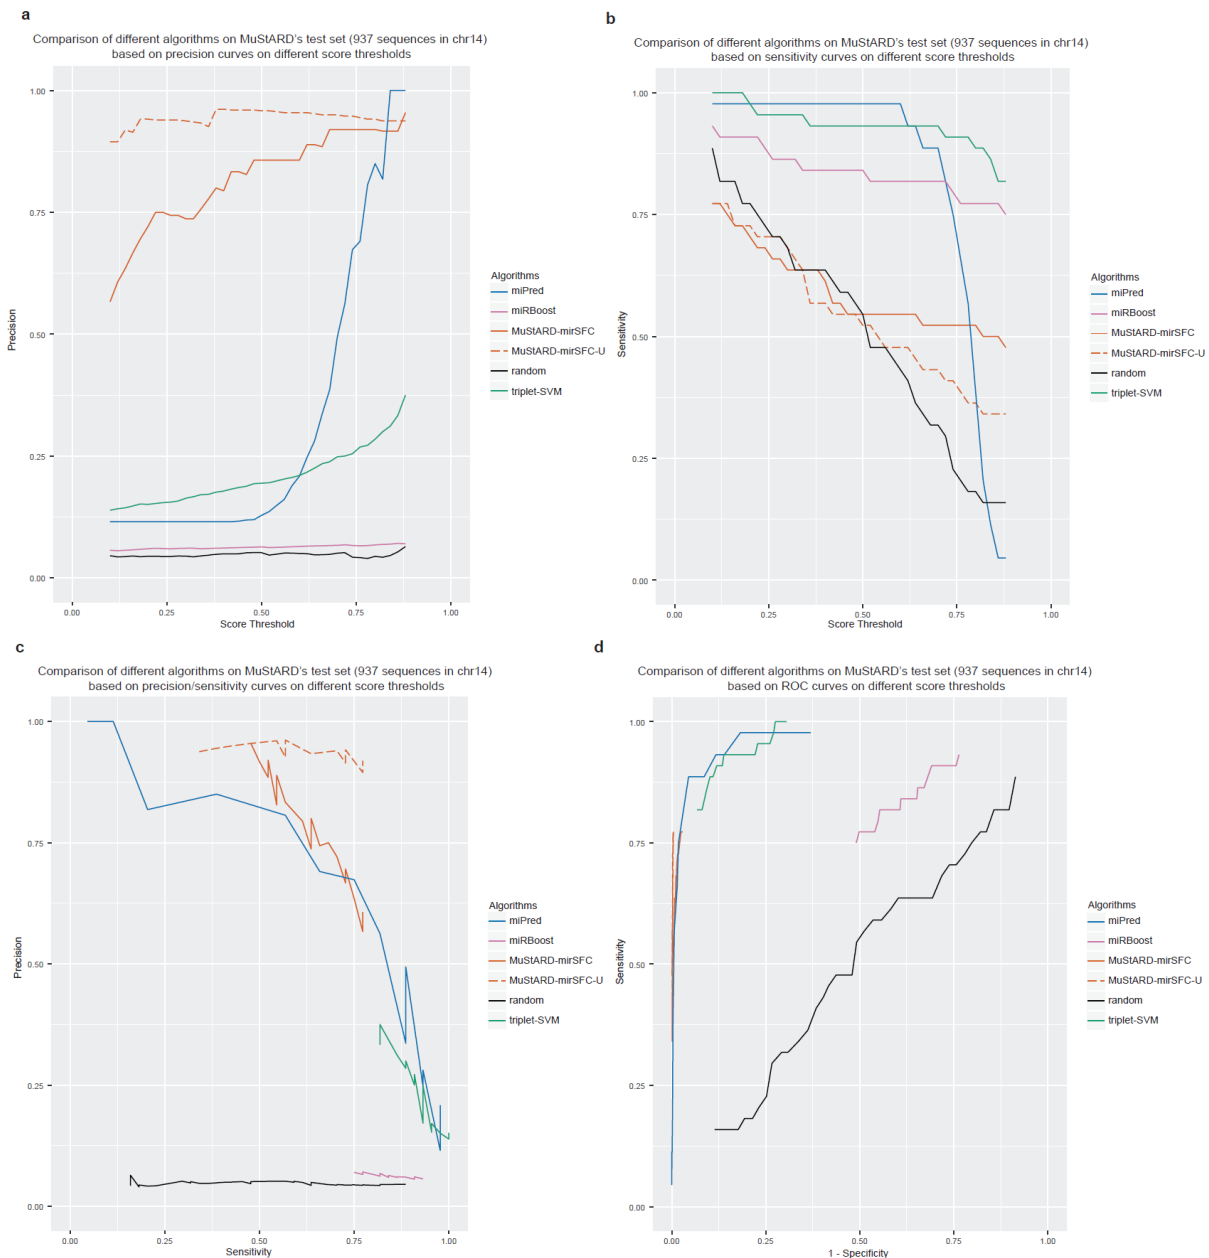 a
Comparison of different algorithms on MuStARD's test set (937 sequences in chr14)
based on precision curves on different score thresholds
1.00
0.75
0.50
0.25
0.00
Precision
0.00 0.25 0.50 0.75 1.00
Score Threshold
Algorithms
miPred
miRBoost
MuStARD-mirSFC
MuStARD-mirSFC-U
random
triplet-SVM
b
Comparison of different algorithms on MuStARD's test set (937 sequences in chr14)
based on sensitivity curves on different score thresholds
1.00
0.75
0.50
0.25
0.00
Sensitivity
0.00 0.25 0.50 0.75 1.00
Score Threshold
Algorithms
miPred
miRBoost
MuStARD-mirSFC
MuStARD-mirSFC-U
random
triplet-SVM
c
Comparison of different algorithms on MuStARD's test set (937 sequences in chr14)
based on precision/sensitivity curves on different score thresholds
1.00
0.75
0.50
0.25
0.00
Precision
0.00 0.25 0.50 0.75 1.00
Sensitivity
Algorithms
miPred
miRBoost
MuStARD-mirSFC
MuStARD-mirSFC-U
random
triplet-SVM
d
Comparison of different algorithms on MuStARD's test set (937 sequences in chr14)
based on ROC curves on different score thresholds
1.00
0.75
0.50
0.25
0.00
Sensitivity
0.00 0.25 0.50 0.75 1.00
1 - Specificity
Algorithms
miPred
miRBoost
MuStARD-mirSFC
MuStARD-mirSFC-U
random
triplet-SVM